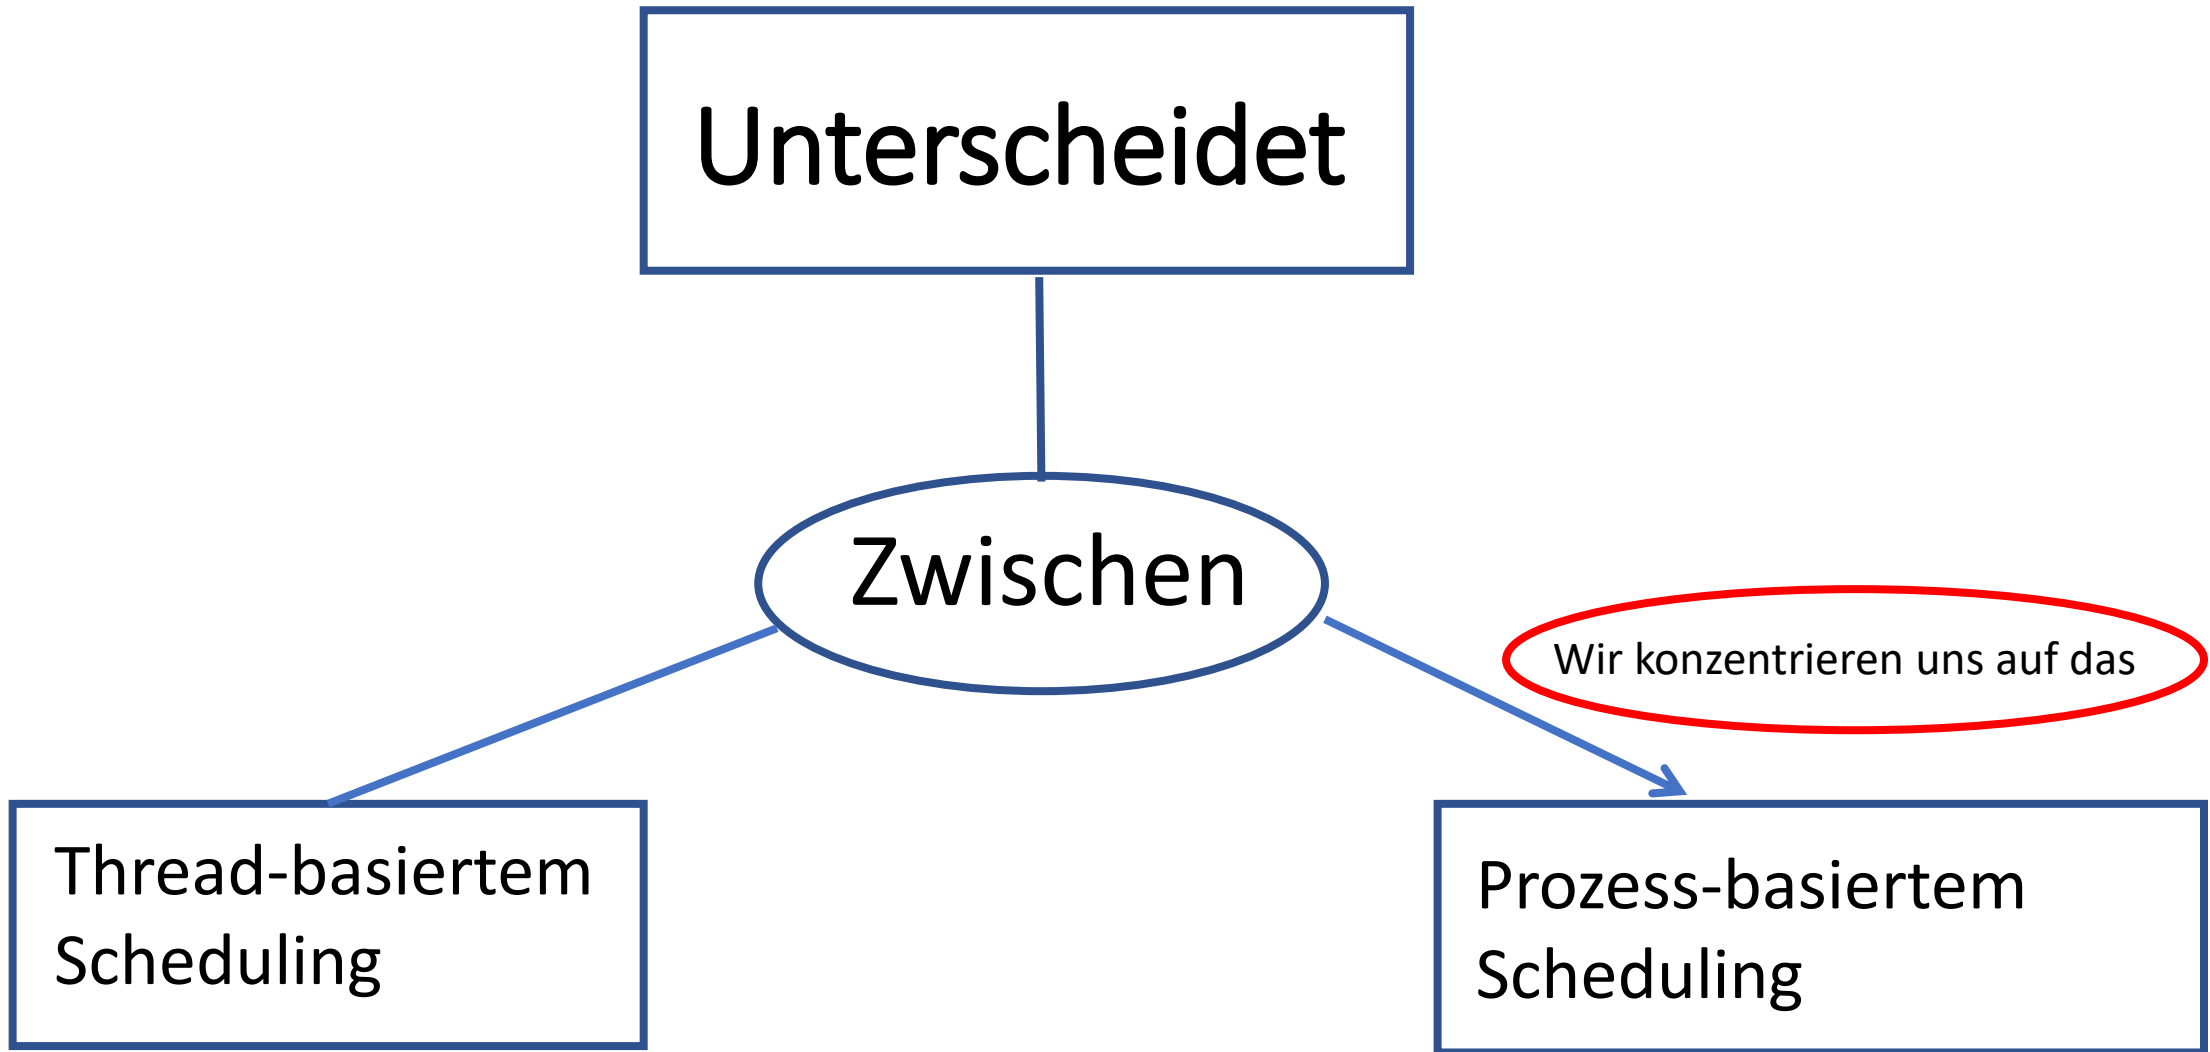 Unterscheidet
Zwischen
Wir konzentrieren uns auf das
Thread-basiertem
Scheduling
Prozess-basiertem
Scheduling